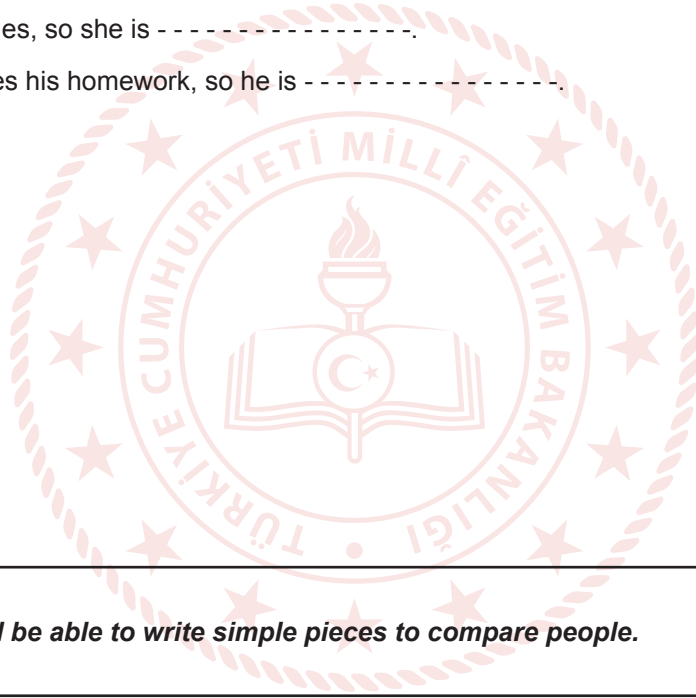 es, so she is - - - - - - - - - - - - - - - -.
es his homework, so he is - - - - - - - - - - - - - - - -.
TÜRKİYE CUMHURİYETİ MİLLÎ EĞİTİM BAKANLIĞI
be able to write simple pieces to compare people.